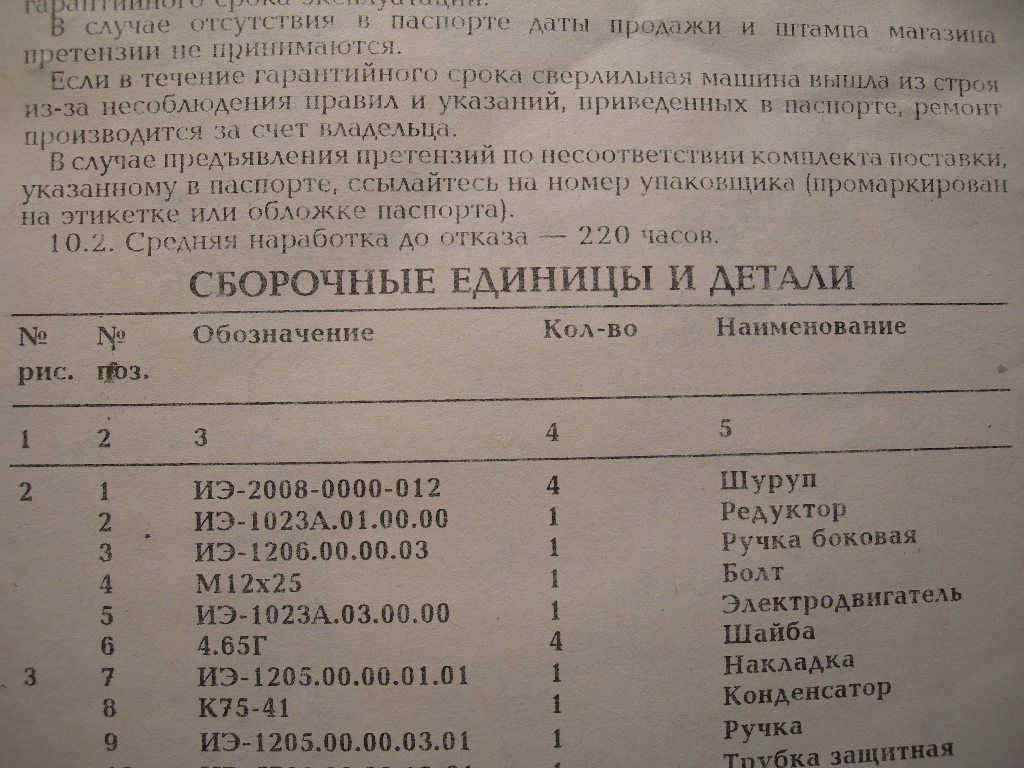 гарантийного срока эксплуатации.
В случае отсутствия в паспорте даты продажи и штампа магазина
претензии не принимаются.
Если в течение гарантийного срока сверлильная машина вышла из строя
из-за несоблюдения правил и указаний, приведенных в паспорте, ремонт
производится за счет владельца.
В случае предъявления претензий по несоответствии комплекта поставки,
указанному в паспорте, ссылайтесь на номер упаковщика (промаркирован
на этикетке или обложке паспорта).
10.2. Средняя наработка до отказа — 220 часов.
СБОРОЧНЫЕ ЕДИНИЦЫ И ДЕТАЛИ
№ № Обозначение Кол-во Наименование
рис. поз.
1 2 3 4 5
2 1 ИЭ-2008-0000-012 4 Шуруп
2 ИЭ-1023А.01.00.00 1 Редуктор
3 ИЭ-1206.00.00.03 1 Ручка боковая
4 М12х25 1 Болт
5 ИЭ-1023А.03.00.00 1 Электродвигатель
6 4.65Г 4 Шайба
3 7 ИЭ-1205.00.00.01.01 1 Накладка
8 К75-41 1 Конденсатор
9 ИЭ-1205.00.00.03.01 1 Ручка
Трубка защитная